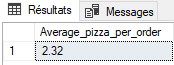 Résultats Messages
Average_pizza_per_order
1 2.32